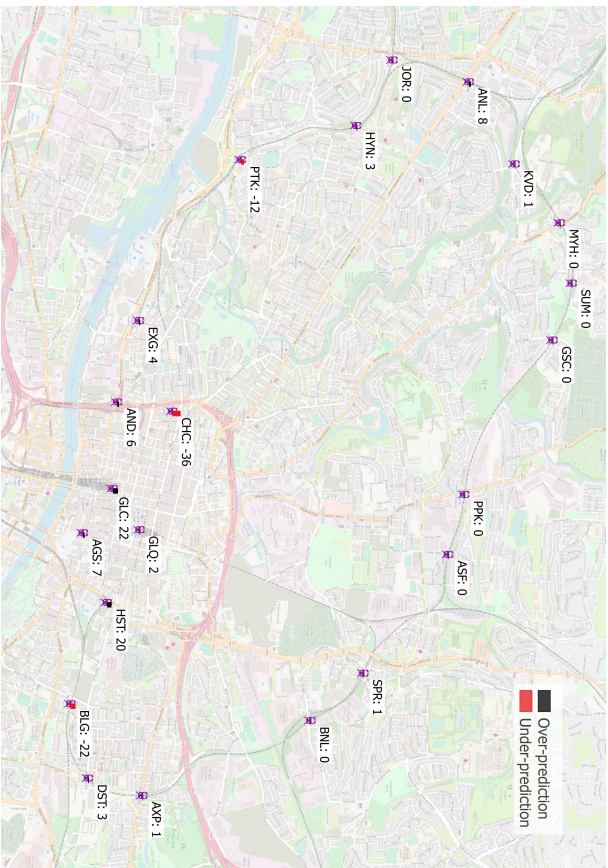 JOR: 0
ANL: 8
HYN: 3
KVD: 1
PTK: -12
MYH: 0
SUM: 0
GSC: 0
EXG: 4
AND: 6
CHC: -36
GLC: 22
GLQ: 2
AGS: 7
PPK: 0
ASF: 0
HST: 20
SPR: 1
BNL: 0
BLG: -22
DST: 3
AXP: 1
Over-prediction
Under-prediction